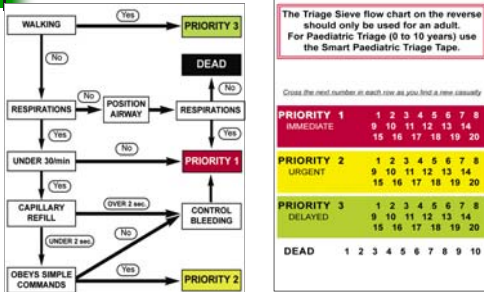 WALKING
Yes
PRIORITY 3
No
DEAD
No
RESPIRATIONS
POSITION
AIRWAY
RESPIRATIONS
Yes
Yes
UNDER 30/min
No
PRIORITY 1
Yes
CAPILLARY
REFILL
OVER 2 sec.
CONTROL
BLEEDING
No
UNDER 2 sec.
OBEYS SIMPLE
COMMANDS
Yes
PRIORITY 2
The Triage Sieve flow chart on the reverse
should only be used for an adult.
For Paediatric Triage (0 to 10 years) use
the Smart Paediatric Triage Tape.
Cross the next number in each row as you find a new casualty
PRIORITY 1 1 2 3 4 5 6 7 8
IMMEDIATE 9 10 11 12 13 14
15 16 17 18 19 20
PRIORITY 2 1 2 3 4 5 6 7 8
URGENT 9 10 11 12 13 14
15 16 17 18 19 20
PRIORITY 3 1 2 3 4 5 6 7 8
DELAYED 9 10 11 12 13 14
15 16 17 18 19 20
DEAD 1 2 3 4 5 6 7 8 9 10